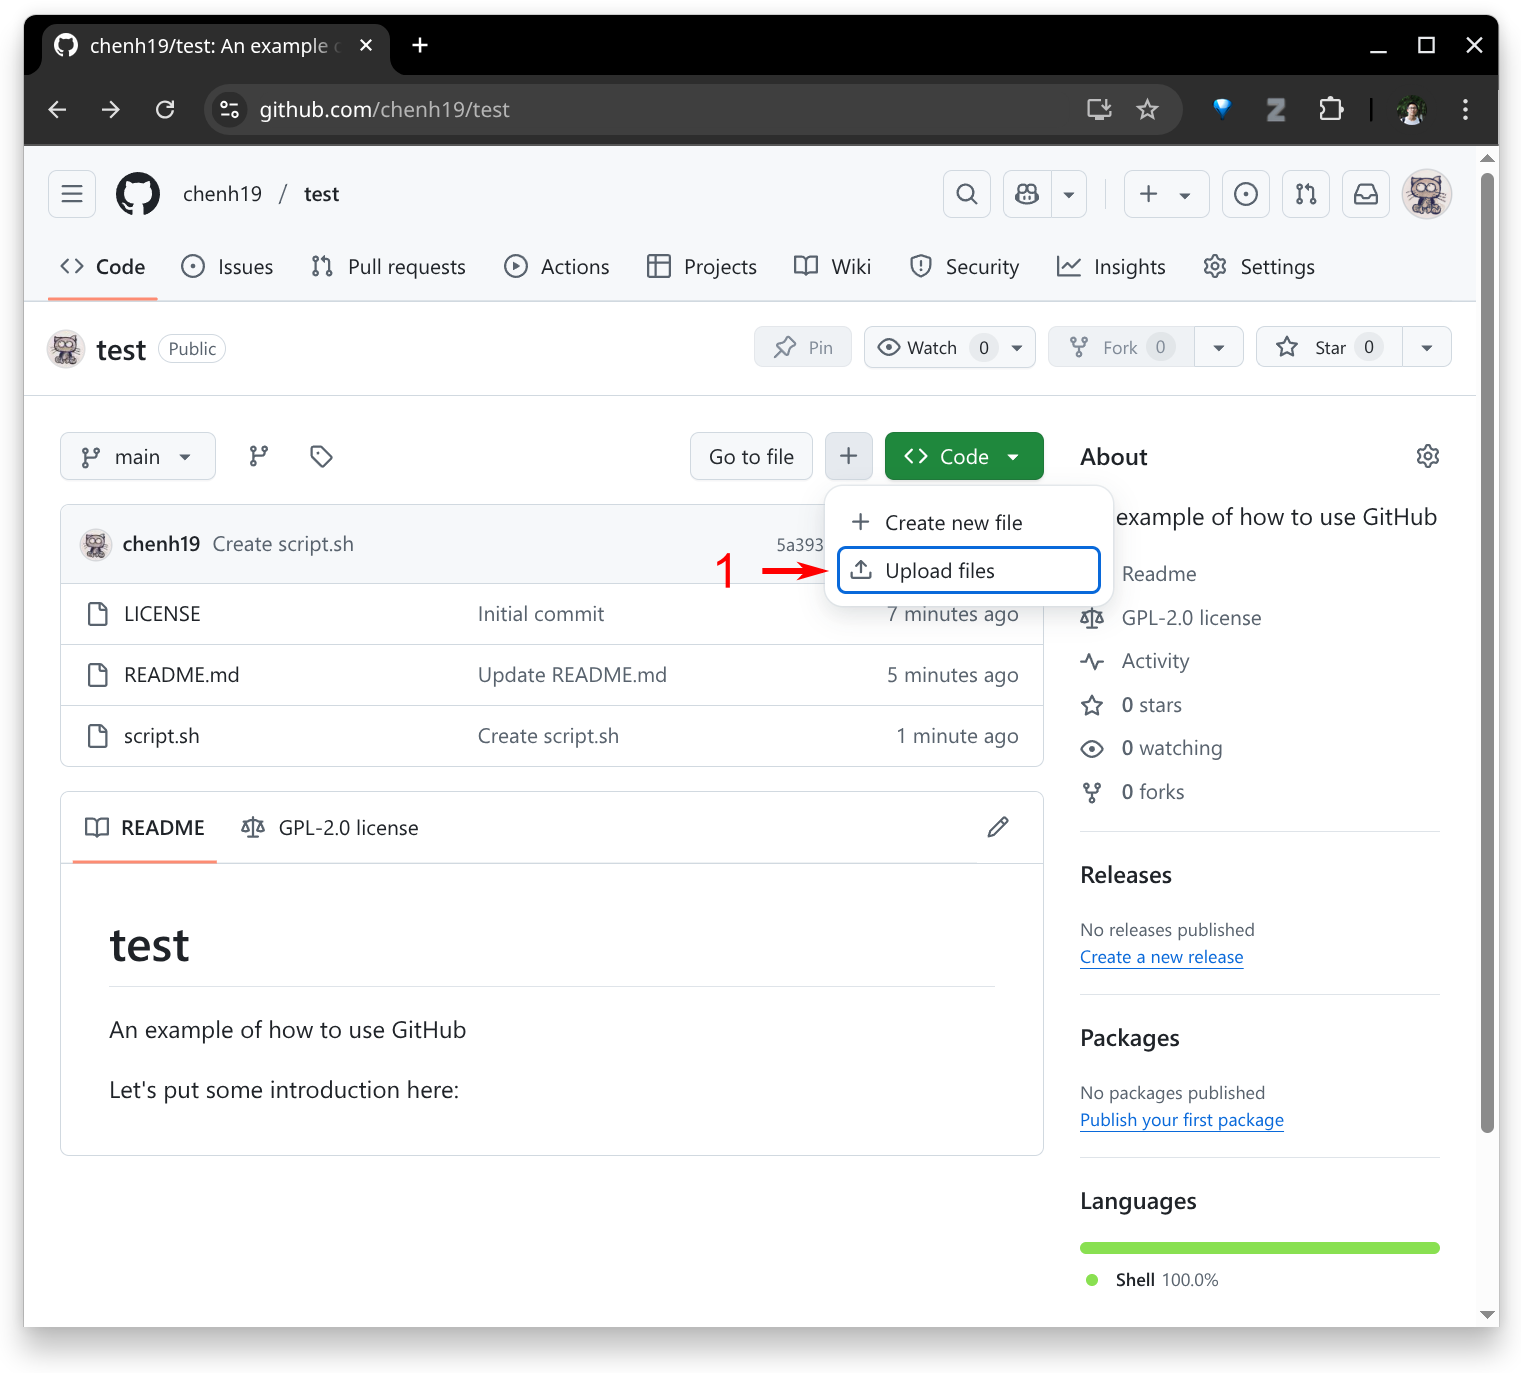 chenh19/test: An example
github.com/chenh19/test
chenh19 / test
Code Issues Pull requests Actions Projects Wiki Security Insights Settings
test Public Pin Watch 0 Fork 0 Star 0
main Go to file Code
Create new file
Upload files
1
chenh19 Create script.sh 5a393
LICENSE Initial commit 7 minutes ago
README.md Update README.md 5 minutes ago
script.sh Create script.sh 1 minute ago
README GPL-2.0 license
test
An example of how to use GitHub
Let's put some introduction here:
About
example of how to use GitHub
Readme
GPL-2.0 license
Activity
0 stars
0 watching
0 forks
Releases
No releases published
Create a new release
Packages
No packages published
Publish your first package
Languages
Shell 100.0%